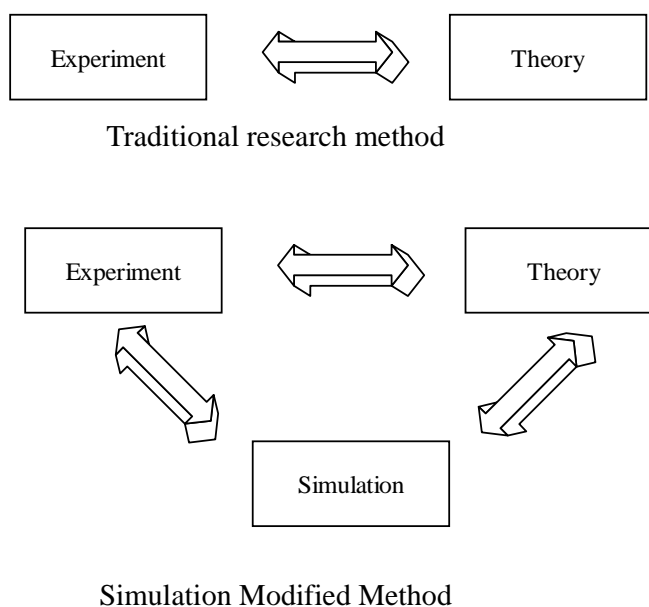 Experiment
Theory
Traditional research method
Experiment
Theory
Simulation
Simulation Modified Method